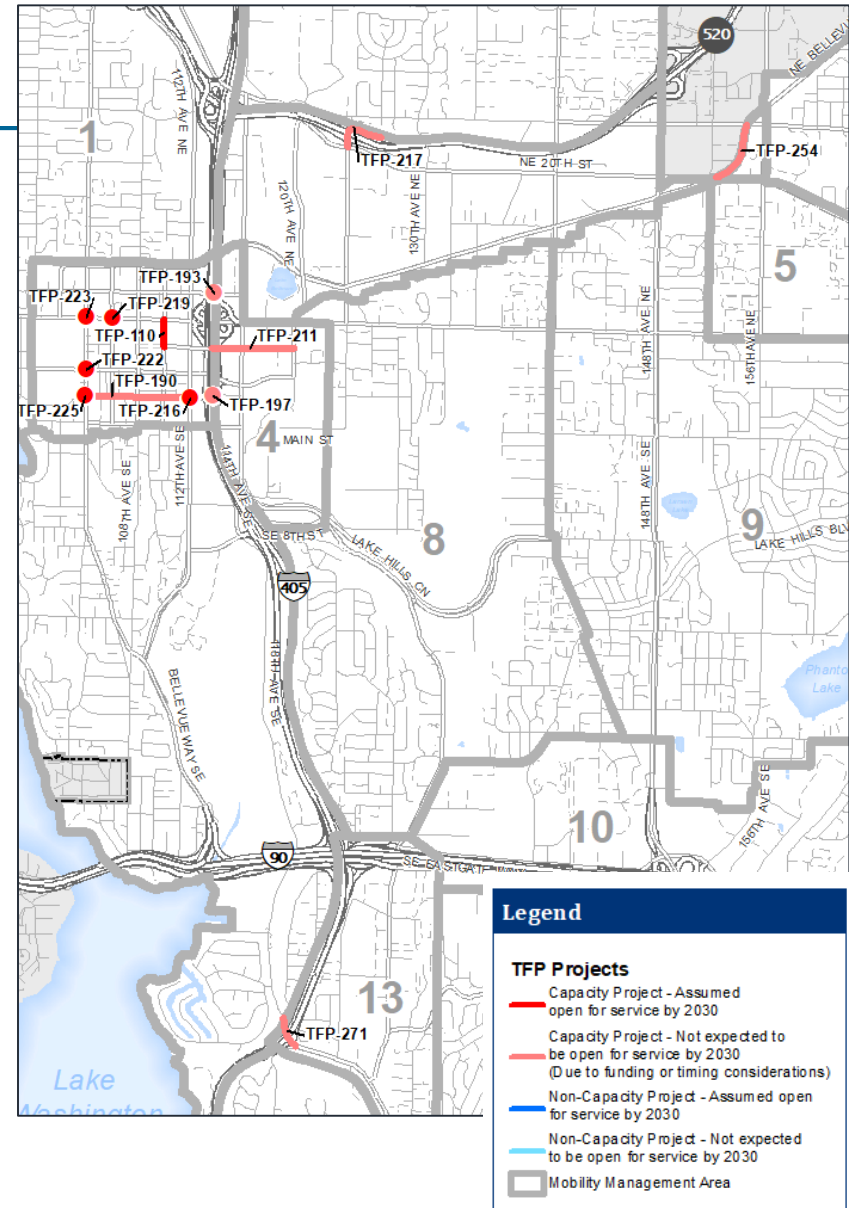 520
NE BELLEVUE
112TH AVE NE
1
TFP-217
NE 20TH ST
TFP-254
120TH AVE NE
130TH AVE NE
5
TFP-193
TFP-223
TFP-219
TFP-110
TFP-211
148TH AVE NE
156TH AVE NE
TFP-222
TFP-190
TFP-225
TFP-216
TFP-197
4
MAIN ST
108TH AVE SE
112TH AVE SE
114TH AVE SE
148TH AVE SE
SE 8TH ST
8
9
LAKE HILLS BLV
LAKE HILLS CN
405
118TH AVE SE
BELLEVUE WAY SE
Phanto
Lake
10
156TH AVE SE
90
SE EASTGATE WAY
13
TFP-271
Lake
Washington
Legend
TFP Projects
Capacity Project - Assumed
open for service by 2030
Capacity Project - Not expected to
be open for service by 2030
(Due to funding or timing considerations)
Non-Capacity Project - Assumed open
for service by 2030
Non-Capacity Project - Not expected
to be open for service by 2030
Mobility Management Area